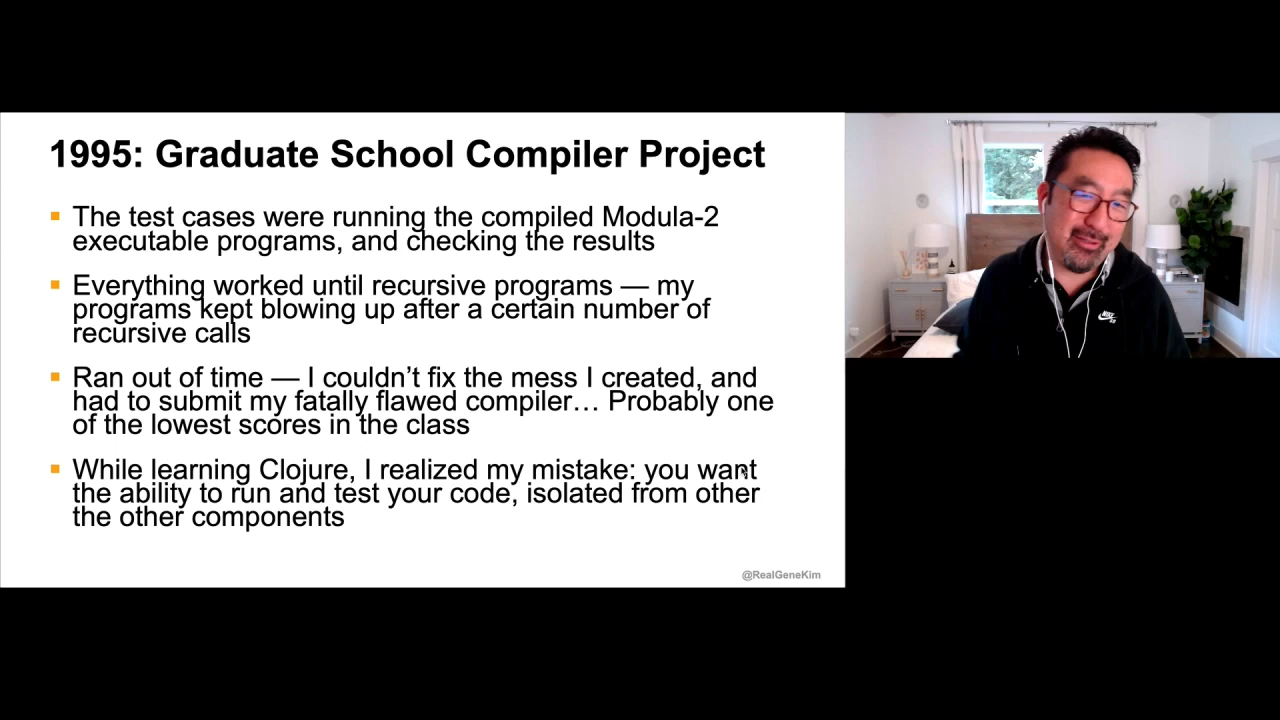 1995: Graduate School Compiler Project
The test cases were running the compiled Modula-2
executable programs, and checking the results
Everything worked until recursive programs — my
programs kept blowing up after a certain number of
recursive calls
Ran out of time — I couldn’t fix the mess I created, and
had to submit my fatally flawed compiler… Probably one
of the lowest scores in the class
While learning Clojure, I realized my mistake: you want
the ability to run and test your code, isolated from other
the other components
@RealGeneKim